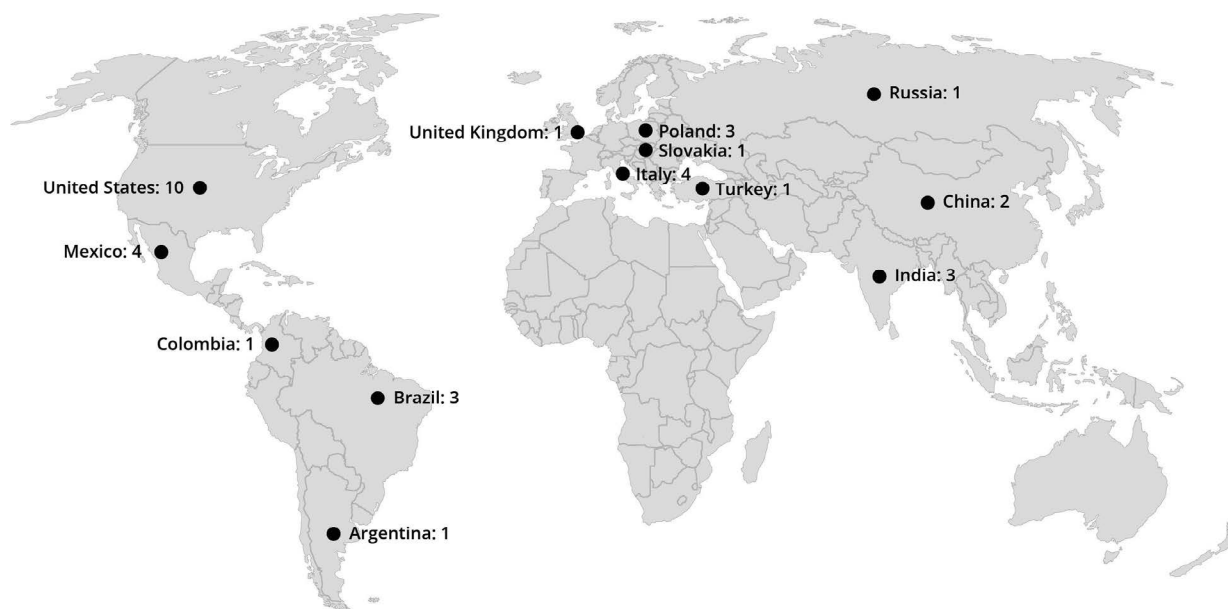 Russia: 1
United Kingdom: 1
Poland: 3
Slovakia: 1
Italy: 4
Turkey: 1
United States: 10
China: 2
Mexico: 4
India: 3
Colombia: 1
Brazil: 3
Argentina: 1